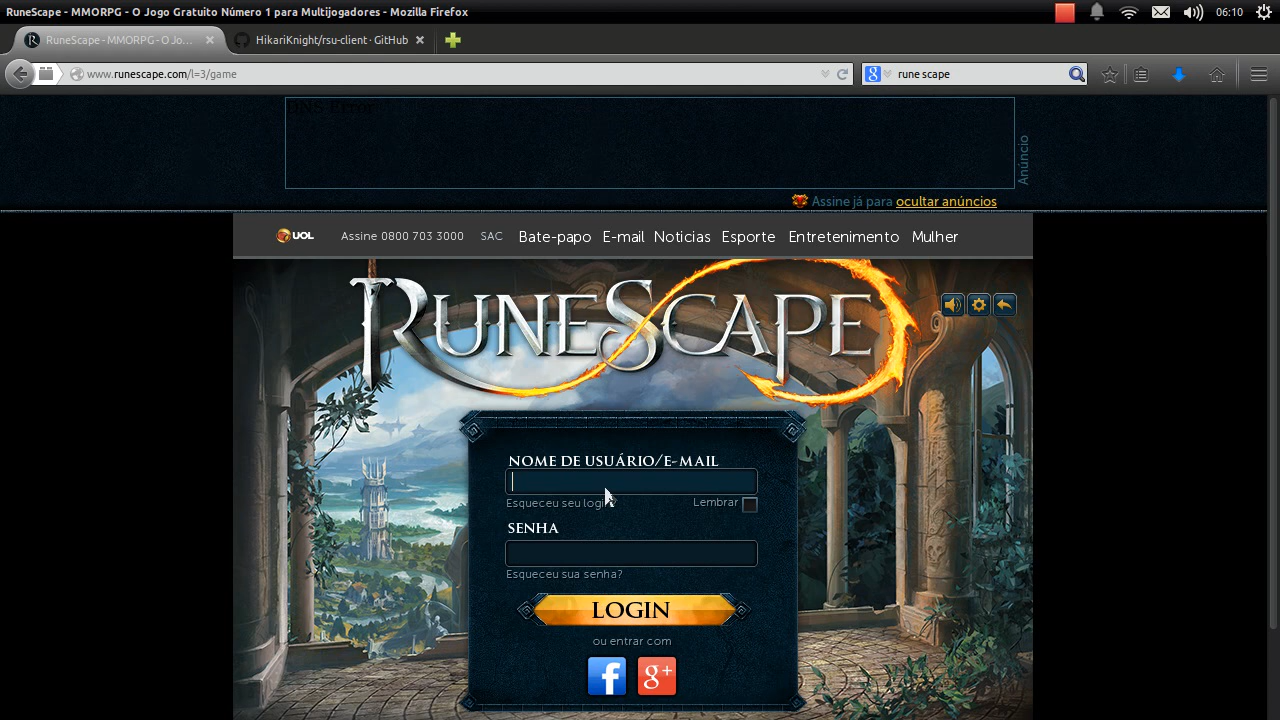 RuneScape - MMORPG - O Jogo Gratuito Número 1 para Multijogadores - Mozilla Firefox
06:10
RuneScape - MMORPG - O Jo...
HikariKnight/rsu-client · GitHub
www.runescape.com/l=3/game
rune scape
DNS Error
Anúncio
Assine já para ocultar anúncios
UOL
Assine 0800 703 3000
SAC
Bate-papo
E-mail
Noticias
Esporte
Entretenimento
Mulher
RUNESCAPE
NOME DE USUÁRIO/E-MAIL
Esqueceu seu login?
Lembrar
SENHA
Esqueceu sua senha?
LOGIN
ou entrar com
f
g+